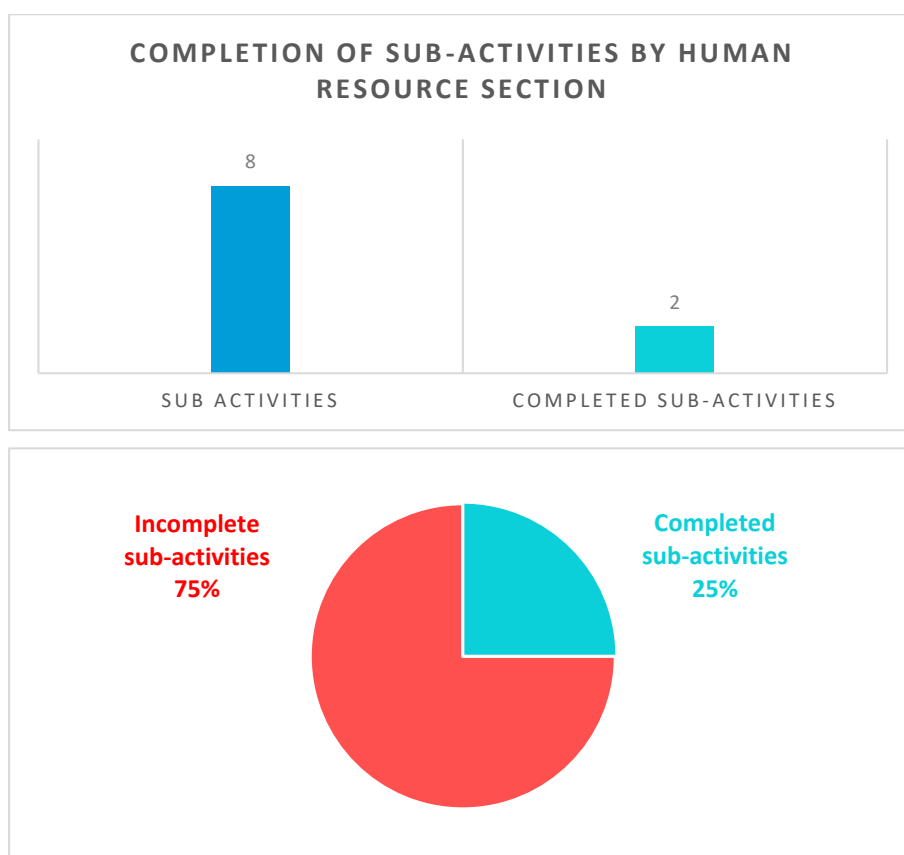 COMPLETION OF SUB-ACTIVITIES BY HUMAN
RESOURCE SECTION
8
2
SUB ACTIVITIES
COMPLETED SUB-ACTIVITIES
Incomplete
sub-activities
75%
Completed
sub-activities
25%